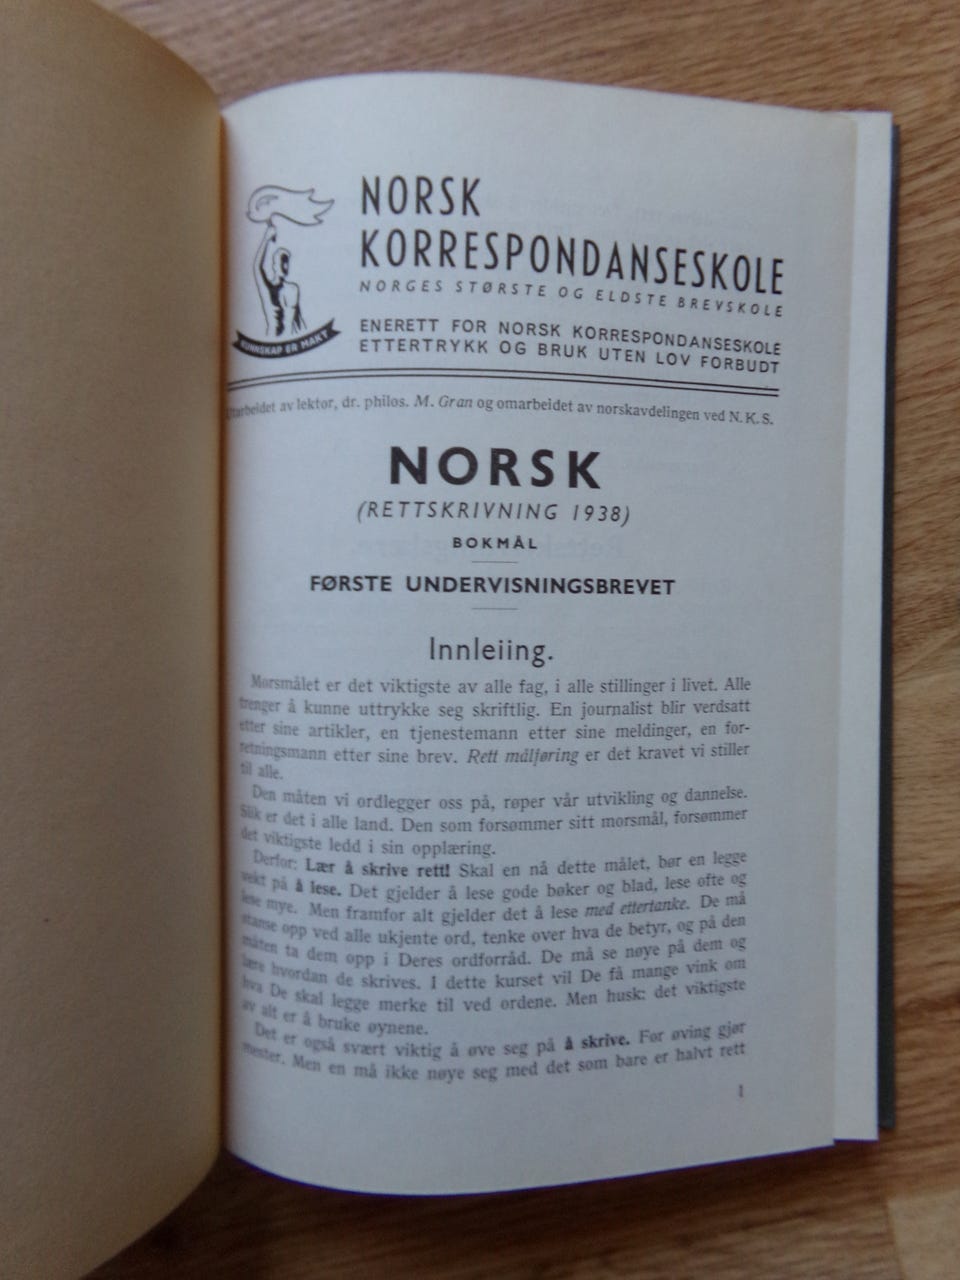 NORSK
KORRESPONDANSESKOLE
NORGES STØRSTE OG ELDSTE BREVSKOLE
KUNNSKAP ER MAKT
ENERETT FOR NORSK KORRESPONDANSESKOLE
ETTERTRYKK OG BRUK UTEN LOV FORBUDT
Utarbeidet av lektor, dr. philos. M. Gran og omarbeidet av norskavdelingen ved N. K. S.
NORSK
(RETTSKRIVNING 1938)
BOKMÅL
FØRSTE UNDERVISNINGSBREVET
Innleiing.
Morsmålet er det viktigste av alle fag, i alle stillinger i livet. Alle
trenger å kunne uttrykke seg skriftlig. En journalist blir verdsatt
etter sine artikler, en tjenestemann etter sine meldinger, en for-
retningsmann etter sine brev. Rett målføring er det kravet vi stiller
til alle.
Den måten vi ordlegger oss på, røper vår utvikling og dannelse.
Slik er det i alle land. Den som forsømmer sitt morsmål, forsømmer
det viktigste ledd i sin opplæring.
Derfor: Lær å skrive rett! Skal en nå dette målet, bør en legge
vekt på å lese. Det gjelder å lese gode bøker og blad, lese ofte og
lese mye. Men framfor alt gjelder det å lese med ettertanke. De må
stanse opp ved alle ukjente ord, tenke over hva de betyr, og på den
måten ta dem opp i Deres ordforråd. De må se nøye på dem og
lære hvordan de skrives. I dette kurset vil De få mange vink om
hva De skal legge merke til ved ordene. Men husk: det viktigste
av alt er å bruke øynene.
Det er også svært viktig å øve seg på å skrive. For øving gjør
mester. Men en må ikke nøye seg med det som bare er halvt rett
1